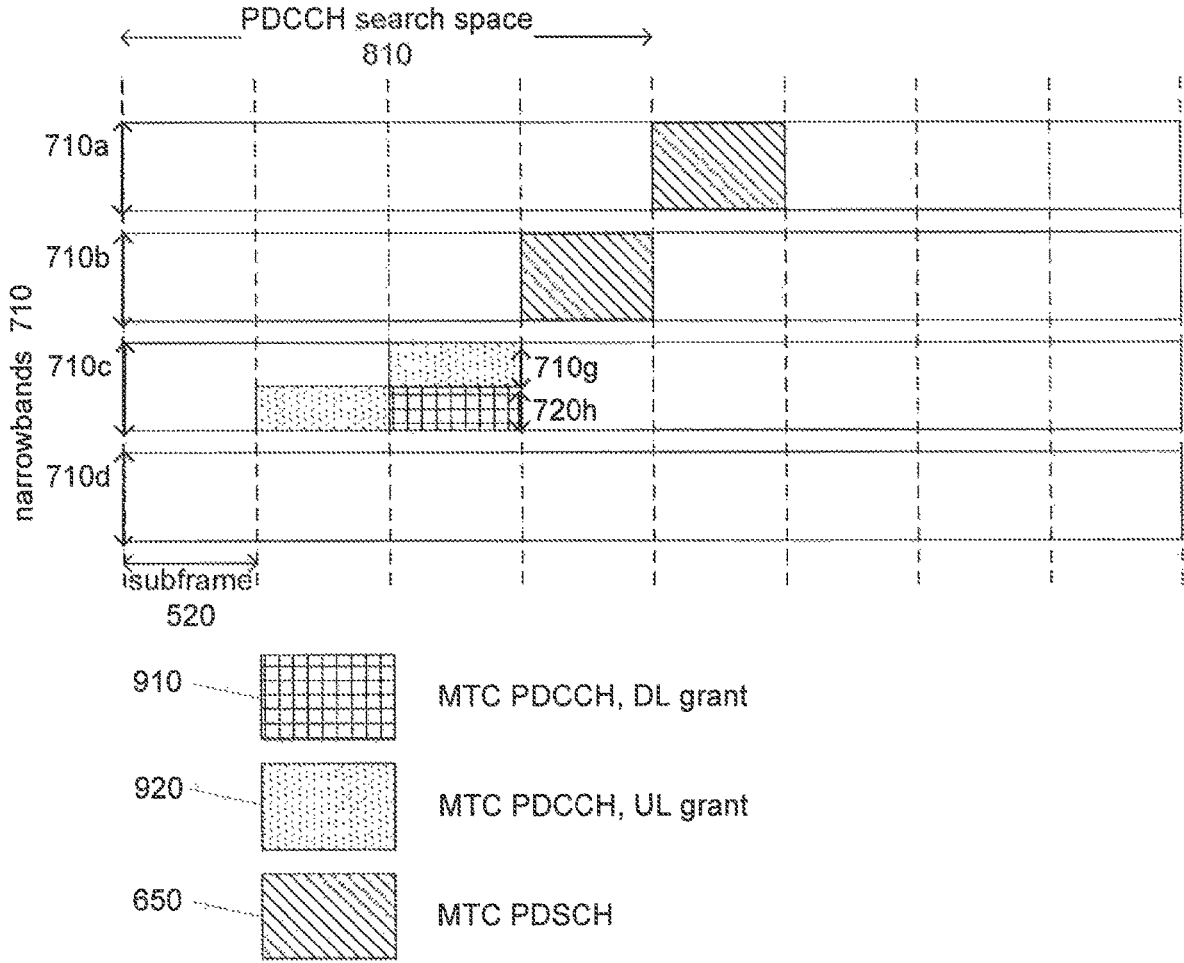 PDCCH search space
810
710a
710b
narrowbands 710
710c
710g
720h
710d
subframe
520
910
MTC PDCCH, DL grant
920
MTC PDCCH, UL grant
650
MTC PDSCH